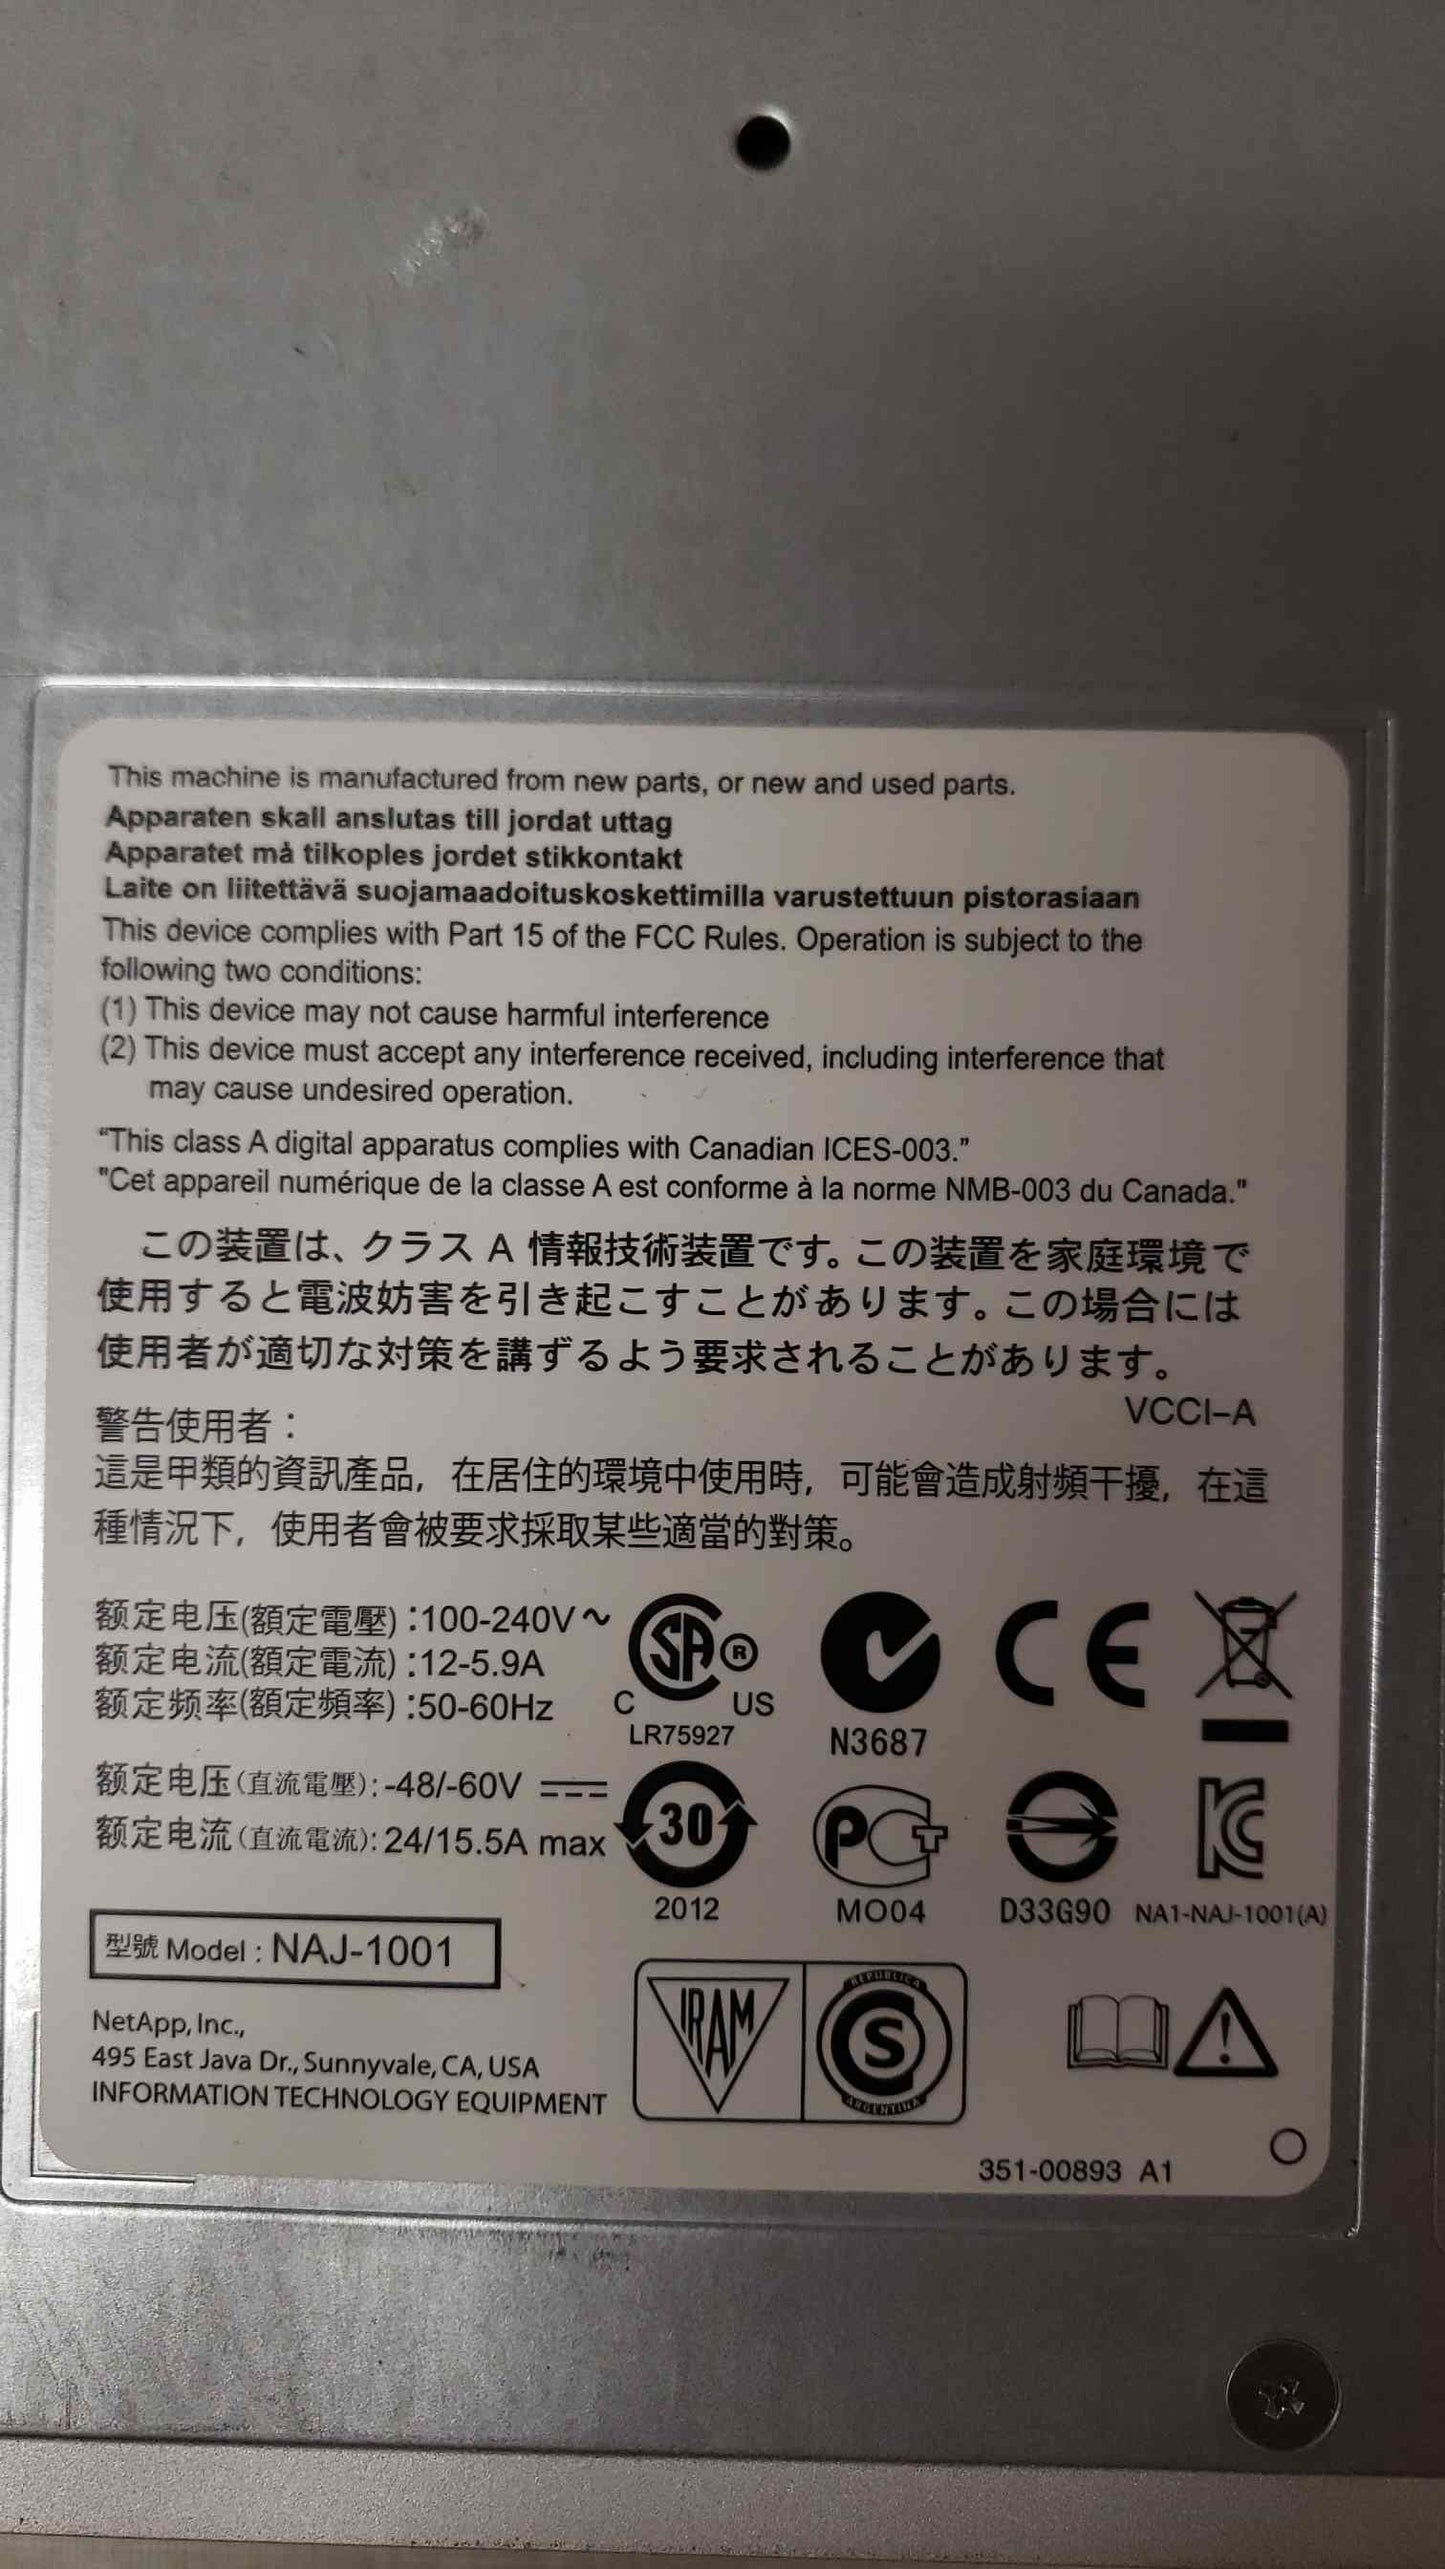 This machine is manufactured from new parts, or new and used parts.
Apparaten skall anslutas till jordat uttag
Apparatet må tilkoples jordet stikkontakt
Laite on liitettävä suojamaadoituskoskettimilla varustettuun pistorasiaan
This device complies with Part 15 of the FCC Rules. Operation is subject to the
following two conditions:
(1) This device may not cause harmful interference
(2) This device must accept any interference received, including interference that
may cause undesired operation.
“This class A digital apparatus complies with Canadian ICES-003.”
"Cet appareil numérique de la classe A est conforme à la norme NMB-003 du Canada."
この装置は、クラス A 情報技術装置です。この装置を家庭環境で
使用すると電波妨害を引き起こすことがあります。この場合には
使用者が適切な対策を講ずるよう要求されることがあります。
VCCI-A
警告使用者：
這是甲類的資訊產品，在居住的環境中使用時，可能會造成射頻干擾，在這
種情況下，使用者會被要求採取某些適當的對策。
额定电压(額定電壓) :100-240V～
额定电流(額定電流) :12-5.9A
额定频率(額定頻率) :50-60Hz
额定电压(直流電壓): -48/-60V
额定电流(直流電流): 24/15.5A max
SA ®
C US
LR75927
N3687
CE
30
2012
PCT
MO04
D33G90
KC
NA1-NAJ-1001(A)
型號 Model : NAJ-1001
NetApp, Inc.,
495 East Java Dr., Sunnyvale, CA, USA
INFORMATION TECHNOLOGY EQUIPMENT
IRAM
REPUBLICA
S
ARGENTINA
351-00893 A1